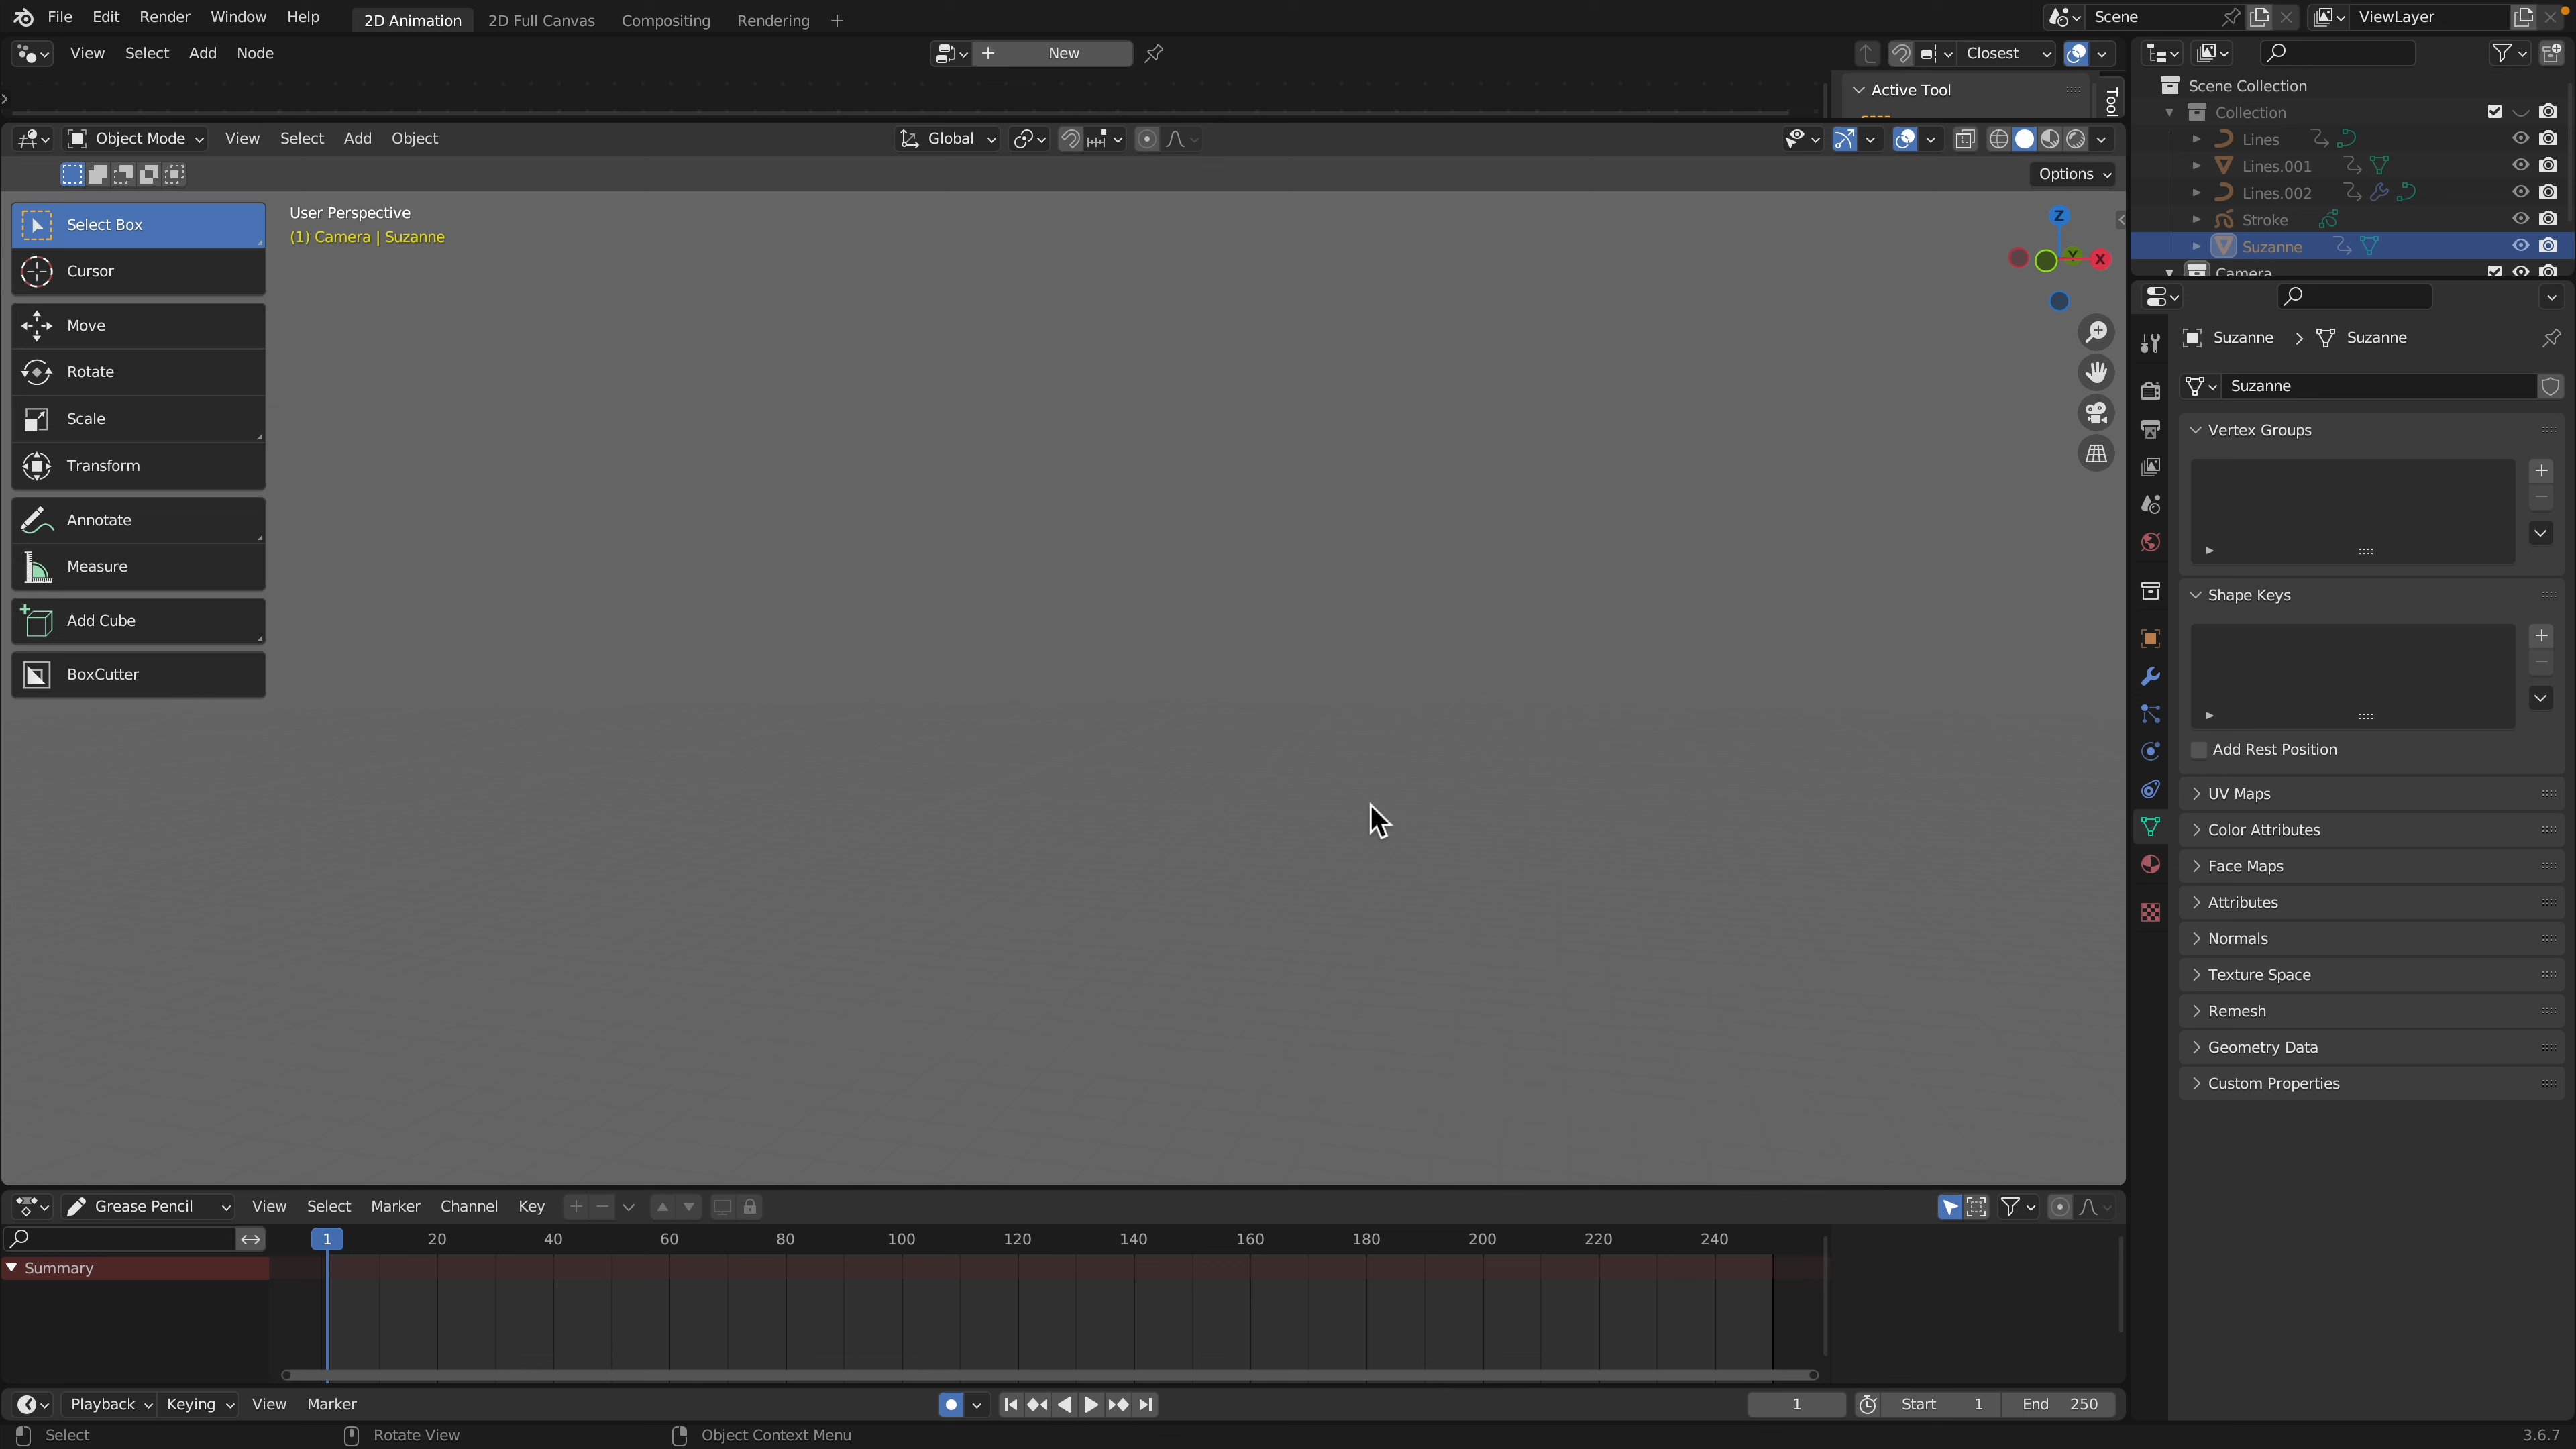 File Edit Render Window Help 2D Animation 2D Full Canvas Compositing Rendering + Scene ViewLayer
View Select Add Node New Closest
Scene Collection
Active Tool
Tool
Collection
Object Mode View Select Add Object Global
Lines
Lines.001
Options
Lines.002
User Perspective
Stroke
(1) Camera | Suzanne
Suzanne
Camera
Z
Y
X
Select Box
Cursor
Move
Rotate
Scale
Transform
Annotate
Measure
Add Cube
BoxCutter
Suzanne > Suzanne
Suzanne
Vertex Groups
Shape Keys
Add Rest Position
UV Maps
Color Attributes
Face Maps
Attributes
Normals
Texture Space
Remesh
Geometry Data
Custom Properties
Grease Pencil View Select Marker Channel Key
1 20 40 60 80 100 120 140 160 180 200 220 240
Summary
Playback Keying View Marker 1 Start 1 End 250
Select Rotate View Object Context Menu 3.6.7